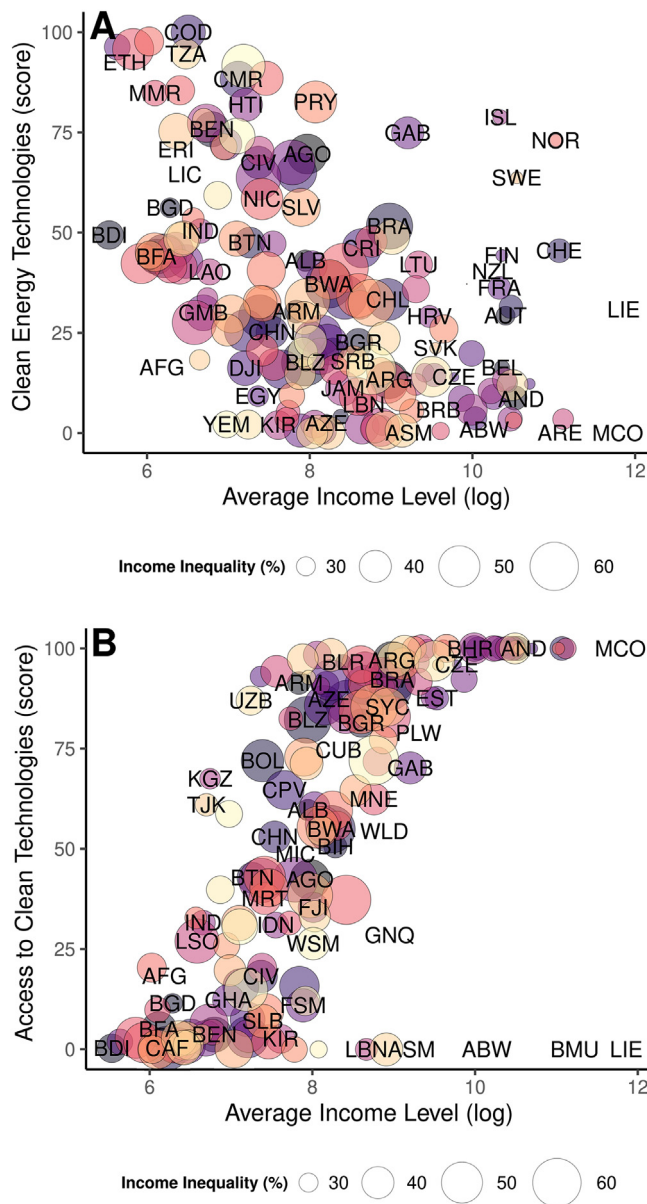 A
100
75
50
25
0
Clean Energy Technologies (score)
COD
TZA
ETH
CMR
MMR
HTI
PRY
ISL
BEN
GAB
NOR
ERI
CIV
AGO
LIC
SWE
NIC
BGD
SLV
BDI
IND
BTN
BRA
CRI
BFA
ALB
LTU
FIN
CHE
LAO
NZL
BWA
FRA
CHL
GMB
ARM
HRV
AUT
LIE
CHN
BGR
SVK
AFG
DJI
BLZ
SRB
BEL
ARG
CZE
EGY
JAM
LBN
BRB
AND
YEM
KIR
AZE
ASM
ABW
ARE
MCO
6 8 10 12
Average Income Level (log)
Income Inequality (%) 30 40 50 60
B
100
75
50
25
0
Access to Clean Technologies (score)
BHR
AND
MCO
BLR
ARG
CZE
ARM
BRA
UZB
AZE
EST
SYC
BLZ
BGR
PLW
CUB
BOL
GAB
KGZ
CPV
TJK
ALB
MNE
CHN
BWA
WLD
BIH
MIC
BTN
AGO
MRT
FJI
IND
IDN
LSO
WSM
GNQ
AFG
CIV
BGD
GHA
FSM
BFA
SLB
BEN
KIR
BDI
CAF
LBN
ASM
ABW
BMU
LIE
6 8 10 12
Average Income Level (log)
Income Inequality (%) 30 40 50 60